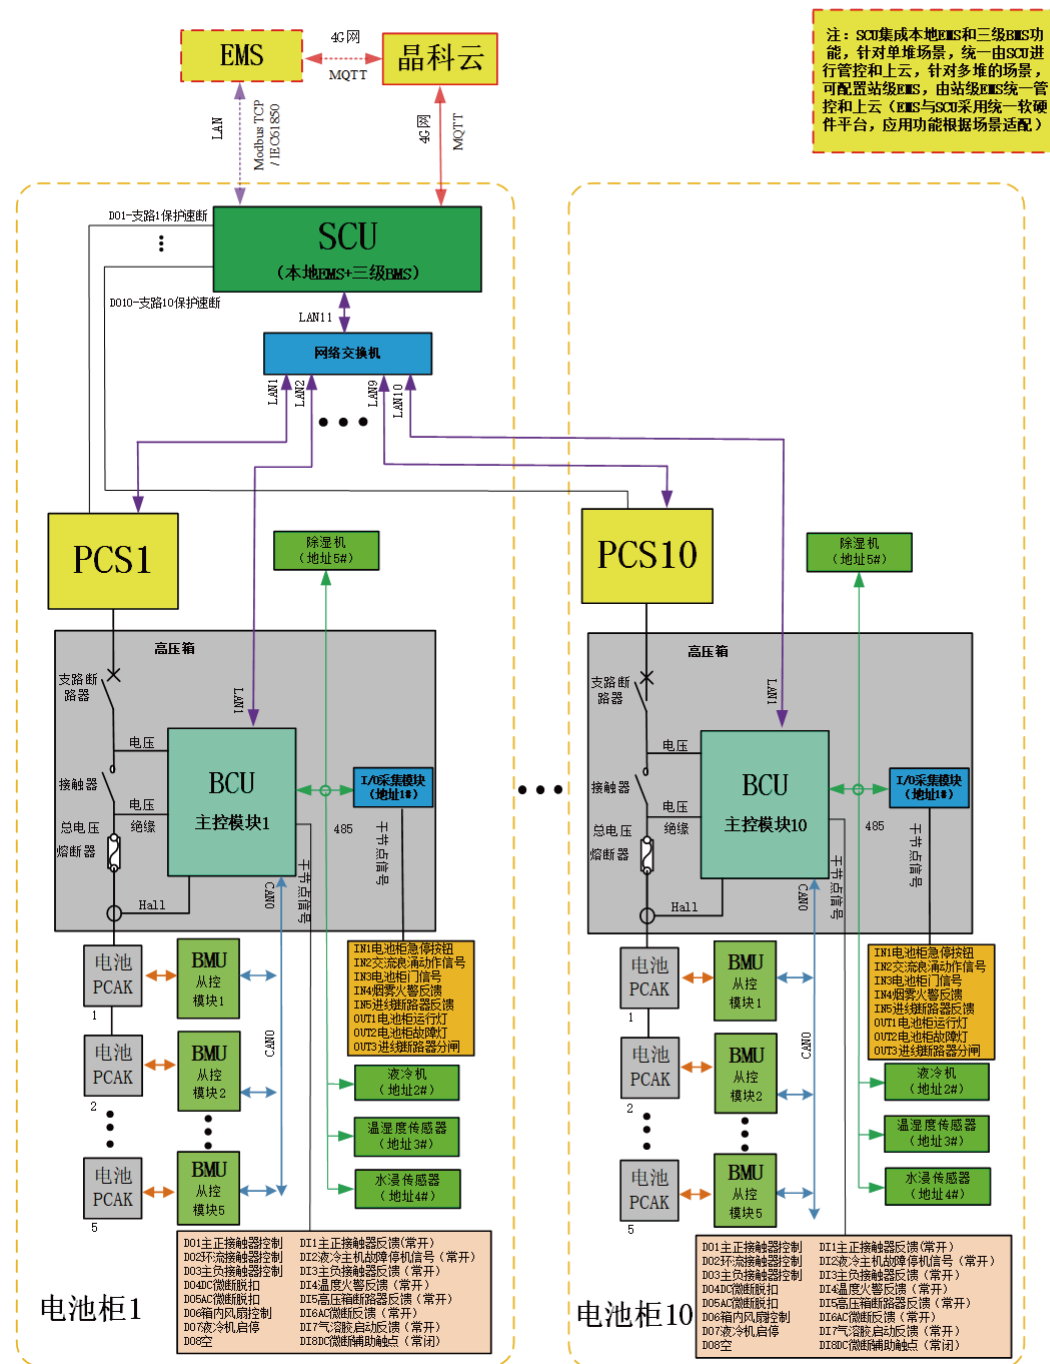 注：SCU集成本地EMS和三级BMS功
能，针对单堆场景，统一由SCU进
行管控和上云，针对多堆的场景，
可配置站级EMS，由站级EMS统一管
控和上云（EMS与SCU采用统一软硬
件平台，应用功能根据场景适配）
EMS
4G网
MQTT
晶科云
LAN
Modbus TCP
/ IEC61850
4G网
MQTT
DO1-支路1保护速断
SCU
（本地EMS+三级BMS）
DO10-支路10保护速断
LAN11
网络交换机
LAN1
LAN2
LAN9
LAN10
PCS1
除湿机
（地址5#）
高压箱
支路断
路器
LAN1
电压
接触器
BCU
主控模块1
I/O采集模块
（地址1#）
电压
绝缘
总电压
熔断器
485
干节点信号
干节点信号
CAN0
Hall
电池
PCAK
1
BMU
从控
模块1
IN1电池柜急停按钮
IN2交流浪涌动作信号
IN3电池柜门信号
IN4烟雾火警反馈
IN5进线断路器反馈
OUT1电池柜运行灯
OUT2电池柜故障灯
OUT3进线断路器分闸
CAN0
电池
PCAK
2
BMU
从控
模块2
液冷机
（地址2#）
温湿度传感器
（地址3#）
电池
PCAK
5
BMU
从控
模块5
水浸传感器
（地址4#）
电池柜1
DO1主正接触器控制
DO2环流接触器控制
DO3主负接触器控制
DO4DC微断脱扣
DO5AC微断脱扣
DO6箱内风扇控制
DO7液冷机启停
DO8空
DI1主正接触器反馈（常开）
DI2液冷主机故障停机信号（常开）
DI3主负接触器反馈（常开）
DI4温度火警反馈（常开）
DI5高压箱断路器反馈（常开）
DI6AC微断反馈（常开）
DI7气溶胶启动反馈（常开）
DI8DC微断辅助触点（常闭）
PCS10
除湿机
（地址5#）
高压箱
支路断
路器
LAN1
电压
接触器
BCU
主控模块10
I/O采集模块
（地址1#）
电压
绝缘
总电压
熔断器
485
干节点信号
干节点信号
CAN0
Hall
电池
PCAK
1
BMU
从控
模块1
IN1电池柜急停按钮
IN2交流浪涌动作信号
IN3电池柜门信号
IN4烟雾火警反馈
IN5进线断路器反馈
OUT1电池柜运行灯
OUT2电池柜故障灯
OUT3进线断路器分闸
CAN0
电池
PCAK
2
BMU
从控
模块2
液冷机
（地址2#）
温湿度传感器
（地址3#）
电池
PCAK
5
BMU
从控
模块5
水浸传感器
（地址4#）
电池柜10
DO1主正接触器控制
DO2环流接触器控制
DO3主负接触器控制
DO4DC微断脱扣
DO5AC微断脱扣
DO6箱内风扇控制
DO7液冷机启停
DO8空
DI1主正接触器反馈(常开)
DI2液冷主机故障停机信号（常开）
DI3主负接触器反馈（常开）
DI4温度火警反馈（常开）
DI5高压箱断路器反馈（常开）
DI6AC微断反馈（常开）
DI7气溶胶启动反馈（常开）
DI8DC微断辅助触点（常闭）